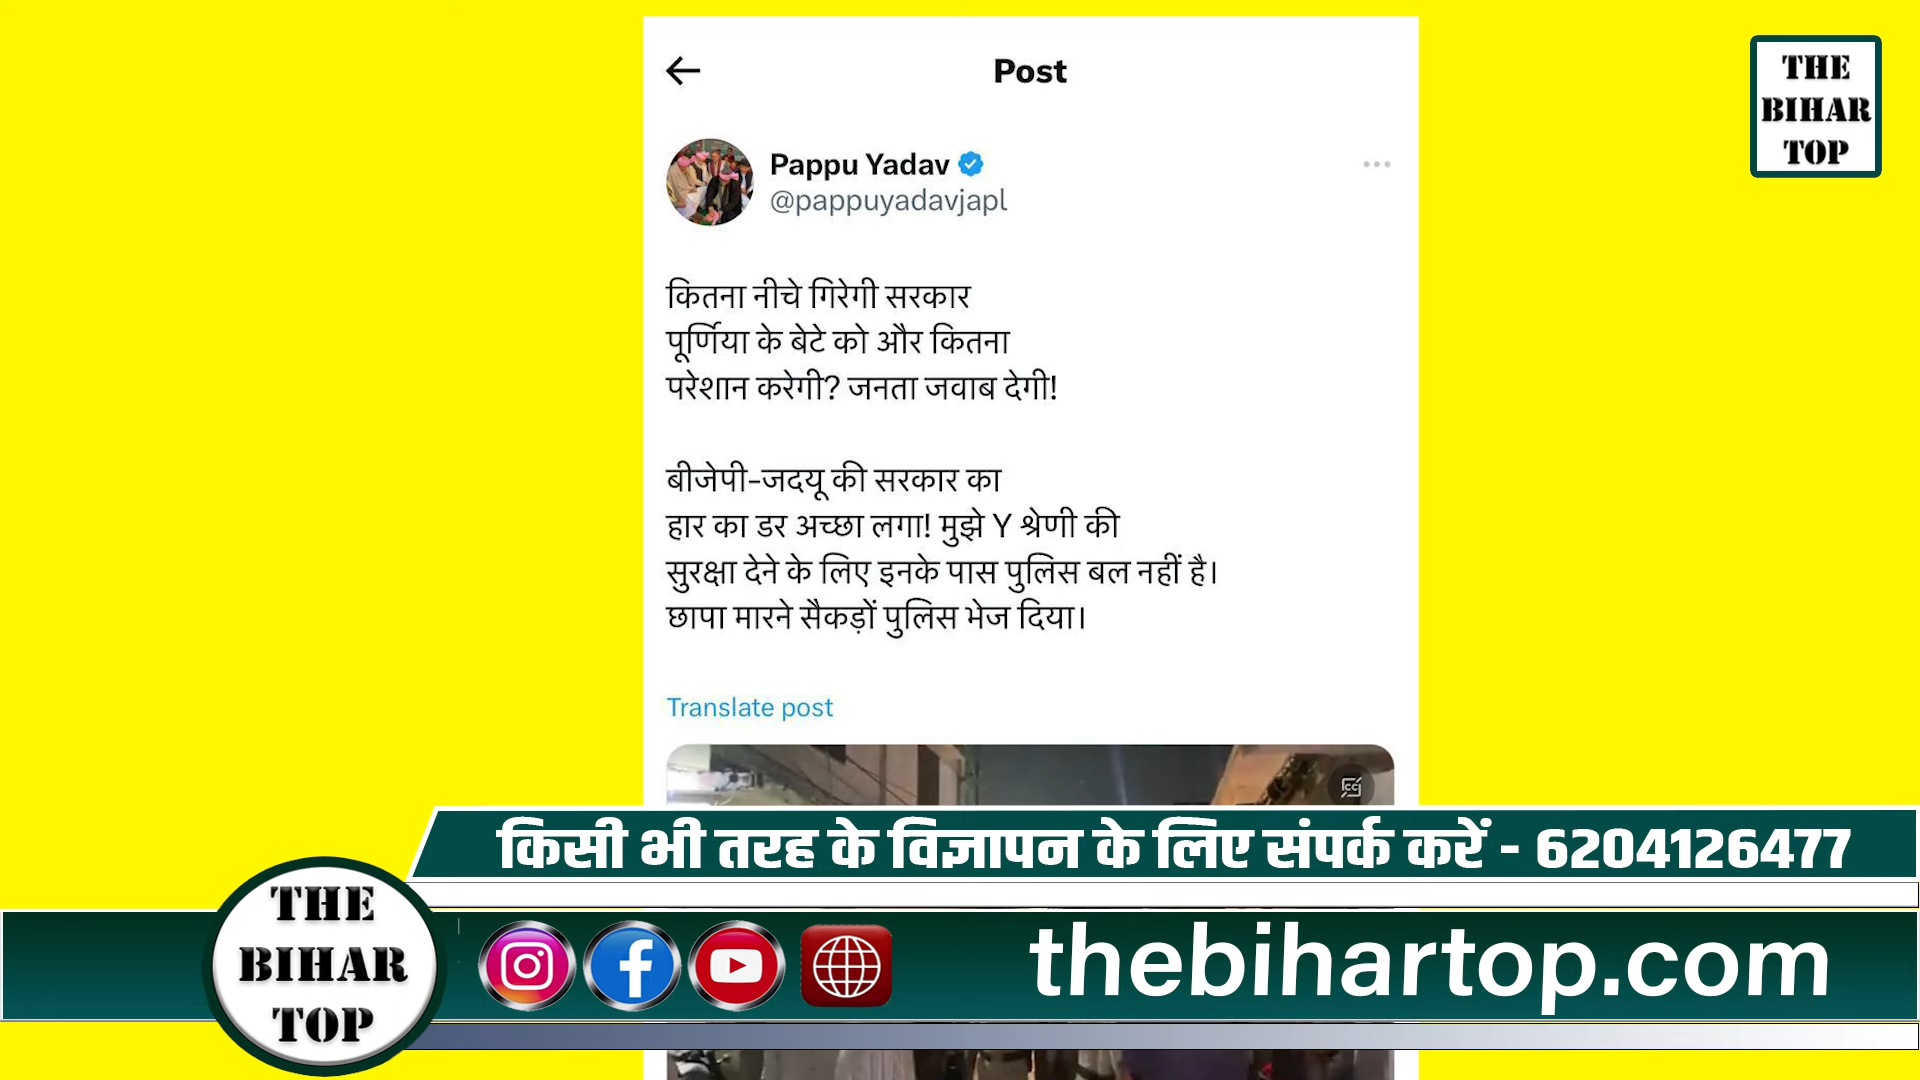 Post
THE
BIHAR
TOP
Pappu Yadav
@pappuyadavjapl
कितना नीचे गिरेगी सरकार
पूर्णिया के बेटे को और कितना
परेशान करेगी? जनता जवाब देगी!
बीजेपी-जदयू की सरकार का
हार का डर अच्छा लगा! मुझे Y श्रेणी की
सुरक्षा देने के लिए इनके पास पुलिस बल नहीं है।
छापा मारने सैकड़ों पुलिस भेज दिया।
Translate post
CC
किसी भी तरह के विज्ञापन के लिए संपर्क करें - 6204126477
THE
BIHAR
TOP
thebihartop.com